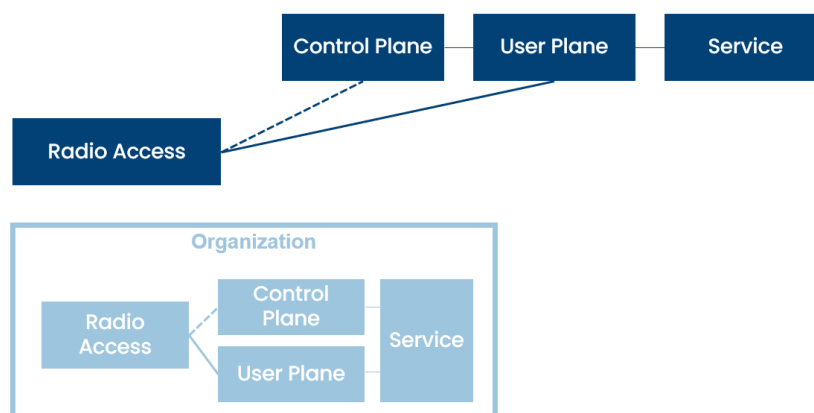 Control Plane
User Plane
Service
Radio Access
Organization
Control
Plane
Radio
Access
Service
User Plane